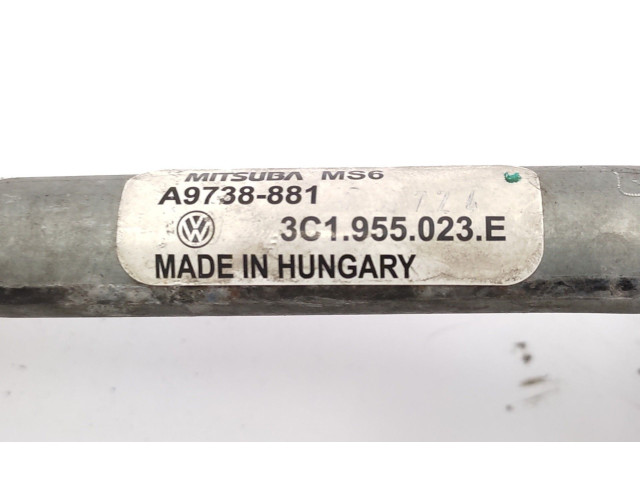 MITSUBA MS6
A9738-881
3C1.955.023.E
MADE IN HUNGARY